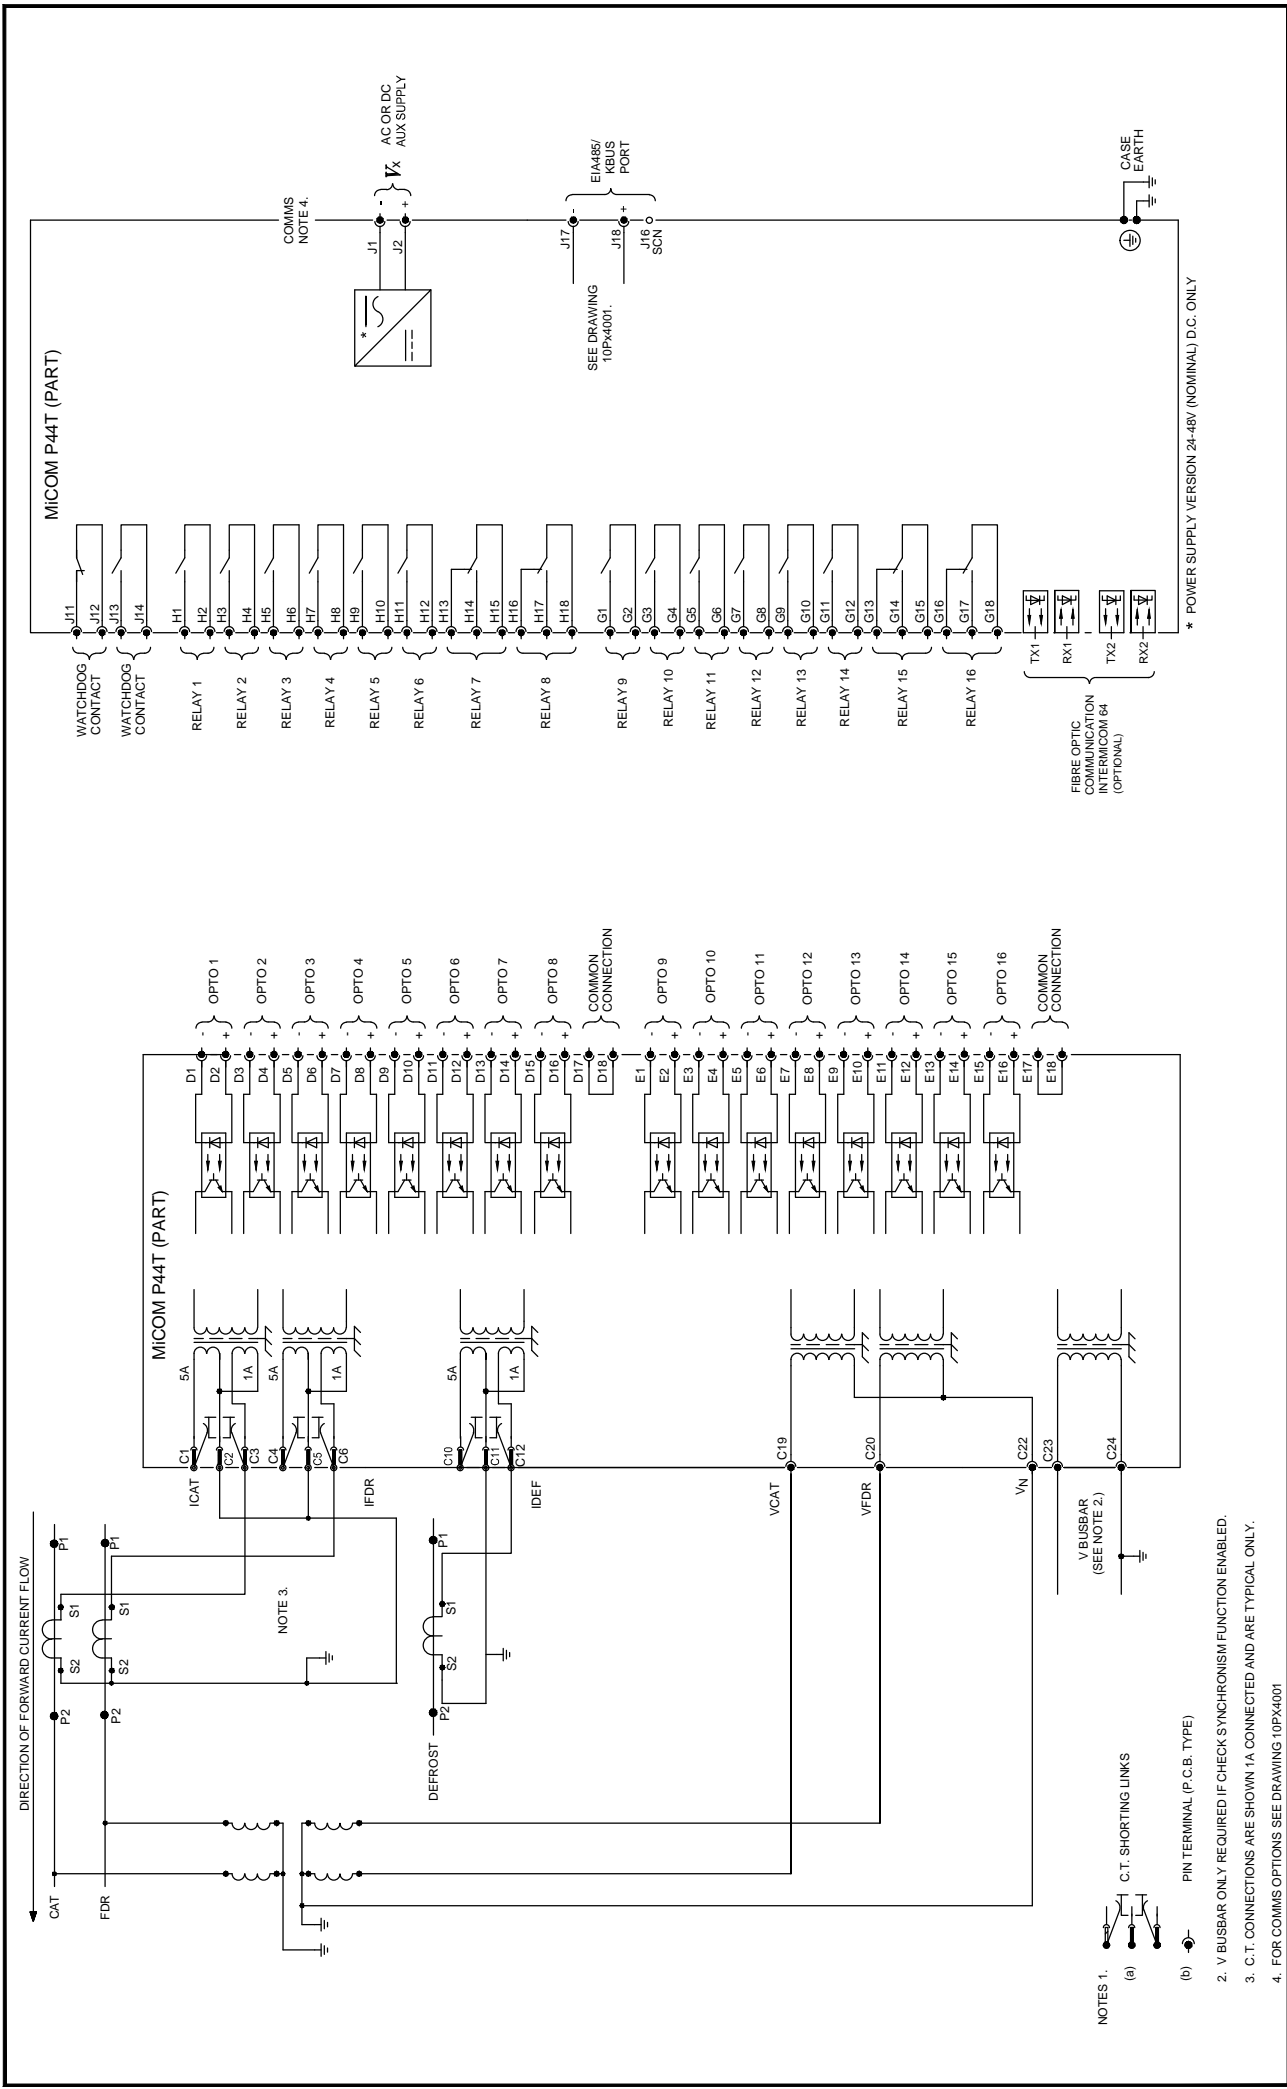 DIRECTION OF FORWARD CURRENT FLOW
CAT
FDR
P2
P2
S2
S2
S1
S1
P1
P1
NOTE 3.
DEFROST
P2
S2
S1
P1
ICAT
IFDR
IDEF
VCAT
VFDR
VN
V BUSBAR
(SEE NOTE 2.)
C1
C2
C3
C4
C5
C6
C10
C11
C12
C19
C20
C22
C23
C24
5A
1A
5A
1A
5A
1A
MiCOM P44T (PART)
D1
D2
D3
D4
D5
D6
D7
D8
D9
D10
D11
D12
D13
D14
D15
D16
D17
D18
E1
E2
E3
E4
E5
E6
E7
E8
E9
E10
E11
E12
E13
E14
E15
E16
E17
E18
-
+
-
+
-
+
-
+
-
+
-
+
-
+
-
+
-
+
-
+
-
+
-
+
-
+
-
+
-
+
-
+
OPTO 1
OPTO 2
OPTO 3
OPTO 4
OPTO 5
OPTO 6
OPTO 7
OPTO 8
COMMON
CONNECTION
OPTO 9
OPTO 10
OPTO 11
OPTO 12
OPTO 13
OPTO 14
OPTO 15
OPTO 16
COMMON
CONNECTION
WATCHDOG
CONTACT
WATCHDOG
CONTACT
RELAY 1
RELAY 2
RELAY 3
RELAY 4
RELAY 5
RELAY 6
RELAY 7
RELAY 8
RELAY 9
RELAY 10
RELAY 11
RELAY 12
RELAY 13
RELAY 14
RELAY 15
RELAY 16
FIBRE OPTIC
COMMUNICATION
INTERMICOM 64
(OPTIONAL)
J11
J12
J13
J14
H1
H2
H3
H4
H5
H6
H7
H8
H9
H10
H11
H12
H13
H14
H15
H16
H17
H18
G1
G2
G3
G4
G5
G6
G7
G8
G9
G10
G11
G12
G13
G14
G15
G16
G17
G18
TX1
RX1
TX2
RX2
MiCOM P44T (PART)
COMMS
NOTE 4.
*
J1
J2
-
+
Vx
AC OR DC
AUX SUPPLY
SEE DRAWING
10Px4001.
J17
J18
J16
SCN
-
+
EIA485/
KBUS
PORT
CASE
EARTH
* POWER SUPPLY VERSION 24-48V (NOMINAL) D.C. ONLY
NOTES 1.
(a)
C.T. SHORTING LINKS
(b)
PIN TERMINAL (P.C.B. TYPE)
2. V BUSBAR ONLY REQUIRED IF CHECK SYNCHRONISM FUNCTION ENABLED.
3. C.T. CONNECTIONS ARE SHOWN 1A CONNECTED AND ARE TYPICAL ONLY.
4. FOR COMMS OPTIONS SEE DRAWING 10PX4001